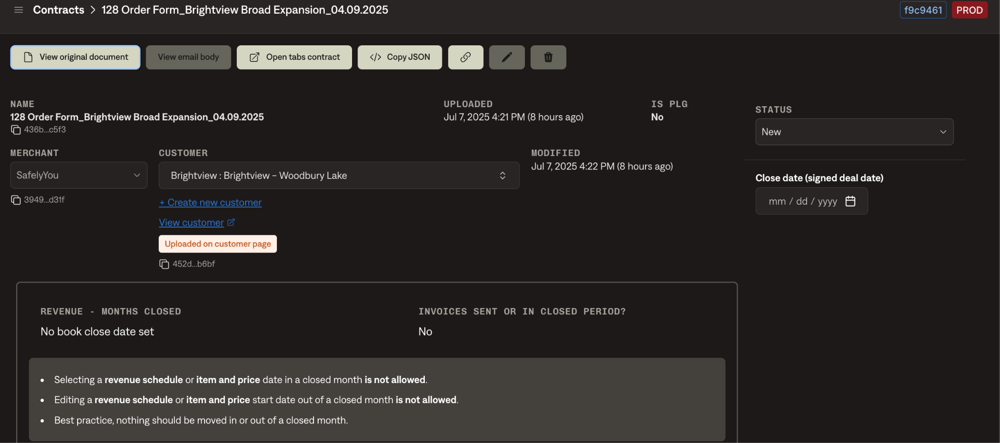 Contracts > 128 Order Form_Brightview Broad Expansion_04.09.2025
f9c9461 PROD
View original document
View email body
Open tabs contract
</> Copy JSON
NAME
128 Order Form_Brightview Broad Expansion_04.09.2025
436b...c5f3
UPLOADED
Jul 7, 2025 4:21 PM (8 hours ago)
IS PLG
No
STATUS
New
MERCHANT
SafelyYou
3949...d31f
CUSTOMER
Brightview : Brightview – Woodbury Lake
+ Create new customer
View customer
Uploaded on customer page
452d...b6bf
MODIFIED
Jul 7, 2025 4:22 PM (8 hours ago)
Close date (signed deal date)
mm / dd / yyyy
REVENUE - MONTHS CLOSED
No book close date set
INVOICES SENT OR IN CLOSED PERIOD?
No
• Selecting a revenue schedule or item and price date in a closed month is not allowed.
• Editing a revenue schedule or item and price start date out of a closed month is not allowed.
• Best practice, nothing should be moved in or out of a closed month.